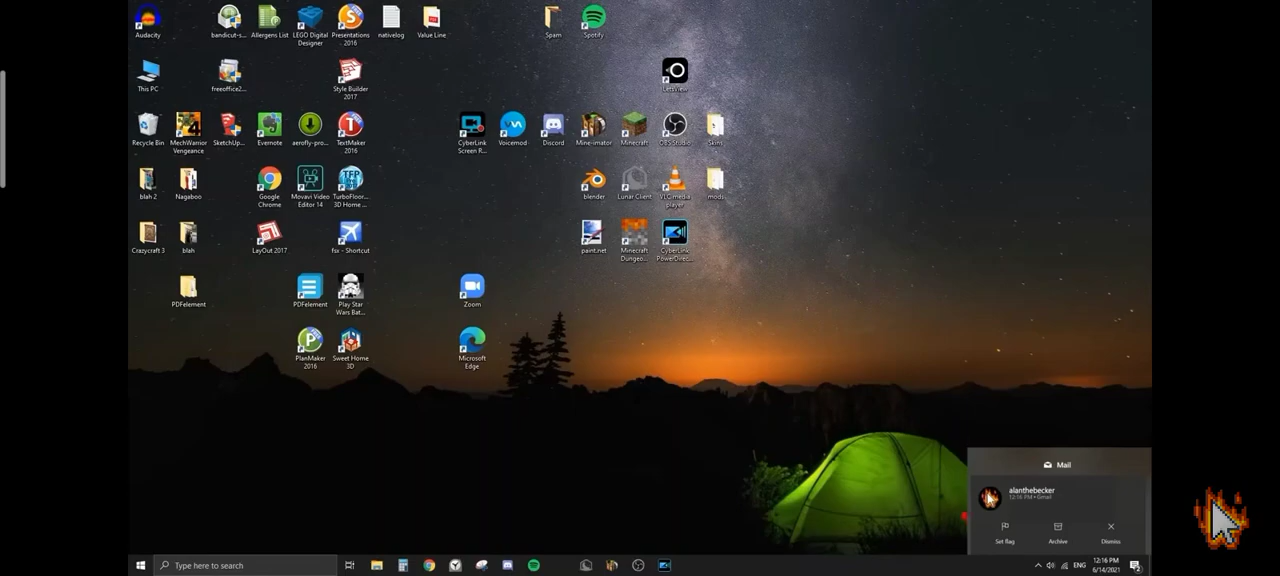 Audacity
bandicut-s...
Allergens List
LEGO Digital
Designer
Presentations
2016
nativelog
Value Line
Spam
Spotify
This PC
freeoffice2...
Style Builder
2017
LetsView
Recycle Bin
MechWarrior
Vengeance
SketchUp...
Evernote
aerofly-pro...
TextMaker
2016
CyberLink
Screen R...
Voicemod
Discord
Mine-imator
Minecraft
OBS Studio
Skins
blah 2
Nagaboo
Google
Chrome
Movavi Video
Editor 14
TurboFloor...
3D Home ...
blender
Lunar Client
VLC media
player
mods
Crazycraft 3
blah
LayOut 2017
fsx - Shortcut
paint.net
Minecraft
Dungeo...
CyberLink
PowerDirec...
PDFelement
PDFelement
Play Star
Wars Bat...
Zoom
PlanMaker
2016
Sweet Home
3D
Microsoft
Edge
Mail
alanthebecker
12:16 PM • Gmail
Set flag
Archive
Dismiss
Type here to search
ENG
12:16 PM
6/14/2021